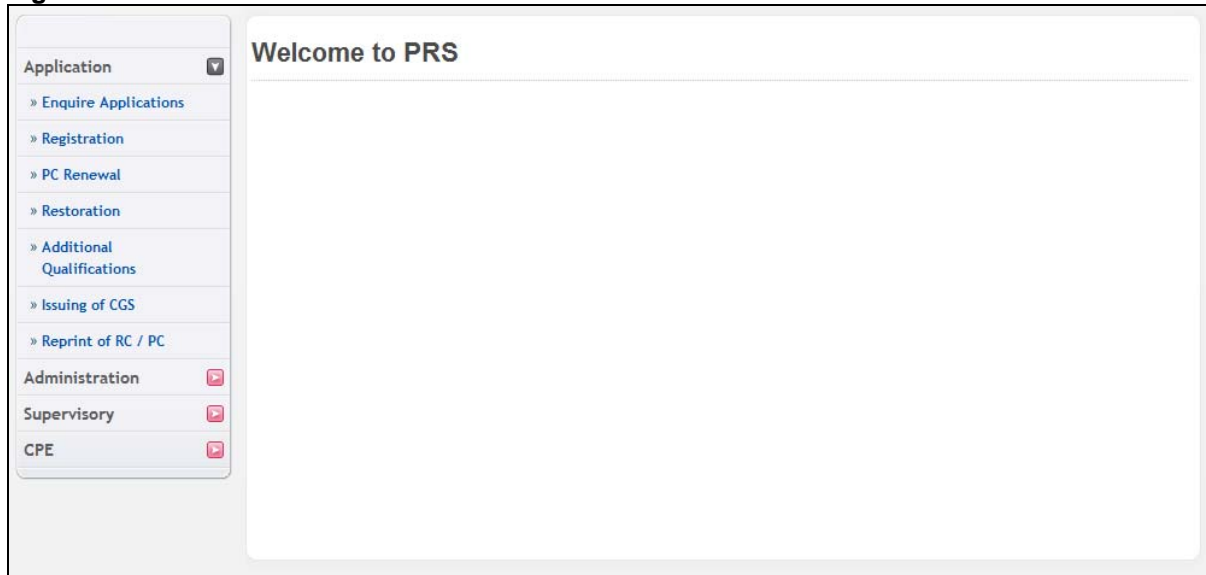 Application
» Enquire Applications
» Registration
» PC Renewal
» Restoration
» Additional
Qualifications
» Issuing of CGS
» Reprint of RC / PC
Administration
Supervisory
CPE
Welcome to PRS